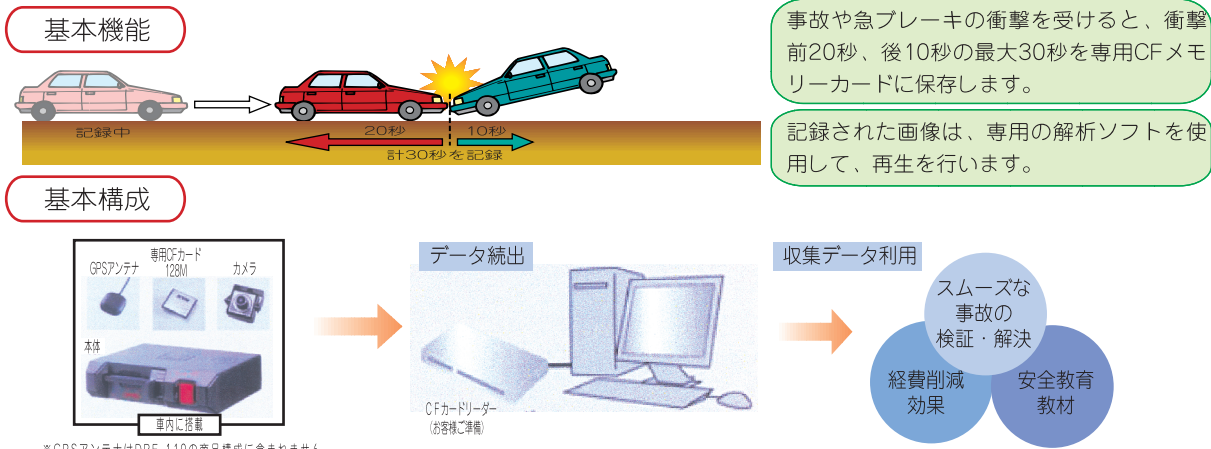 基本機能
事故や急ブレーキの衝撃を受けると、衝撃
前20秒、後10秒の最大30秒を専用CFメモ
リーカードに保存します。
記録中
20秒
10秒
計30秒を記録
記録された画像は、専用の解析ソフトを使
用して、再生を行います。
基本構成
GPSアンテナ
専用CFカード
128M
カメラ
本体
車内に搭載
データ続出
CFカードリーダー
(お客様ご準備)
収集データ利用
スムーズな
事故の
検証・解決
経費削減
効果
安全教育
教材